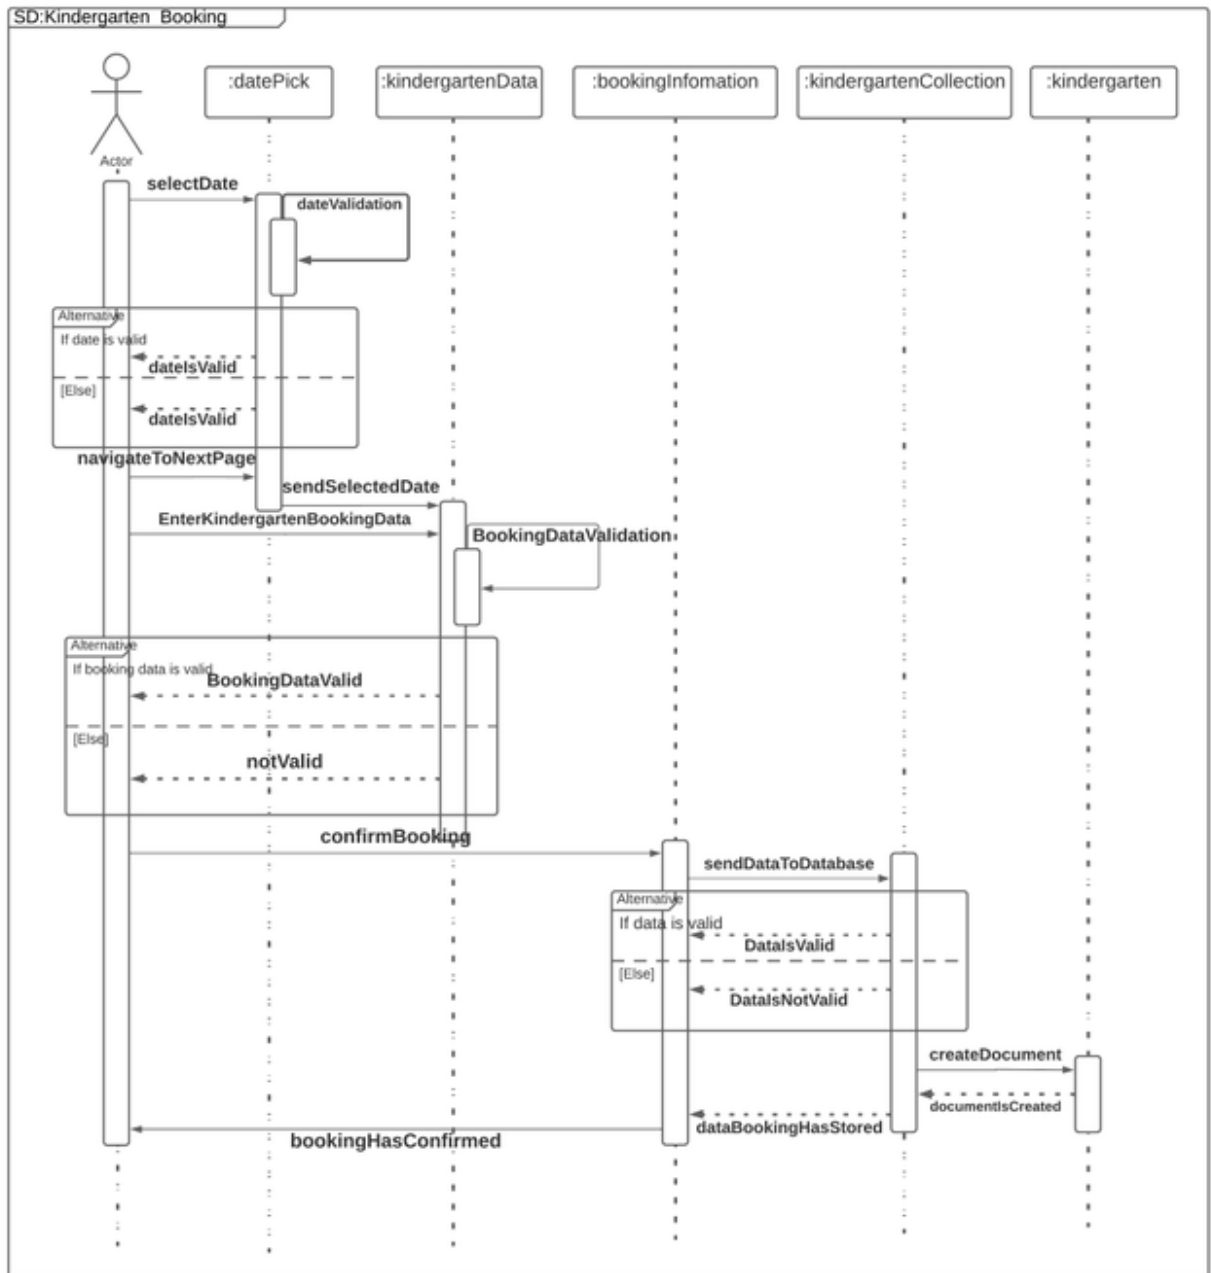 SD:Kindergarten Booking
:datePick
:kindergartenData
:bookingInfomation
:kindergartenCollection
:kindergarten
Actor
selectDate
dateValidation
Alternative
If date is valid
dateIsValid
[Else]
dateIsValid
navigateToNextPage
sendSelectedDate
EnterKindergartenBookingData
BookingDataValidation
Alternative
If booking data is valid
BookingDataValid
[Else]
notValid
confirmBooking
sendDataToDatabase
Alternative
If data is valid
DataIsValid
[Else]
DataIsNotValid
createDocument
documentIsCreated
dataBookingHasStored
bookingHasConfirmed